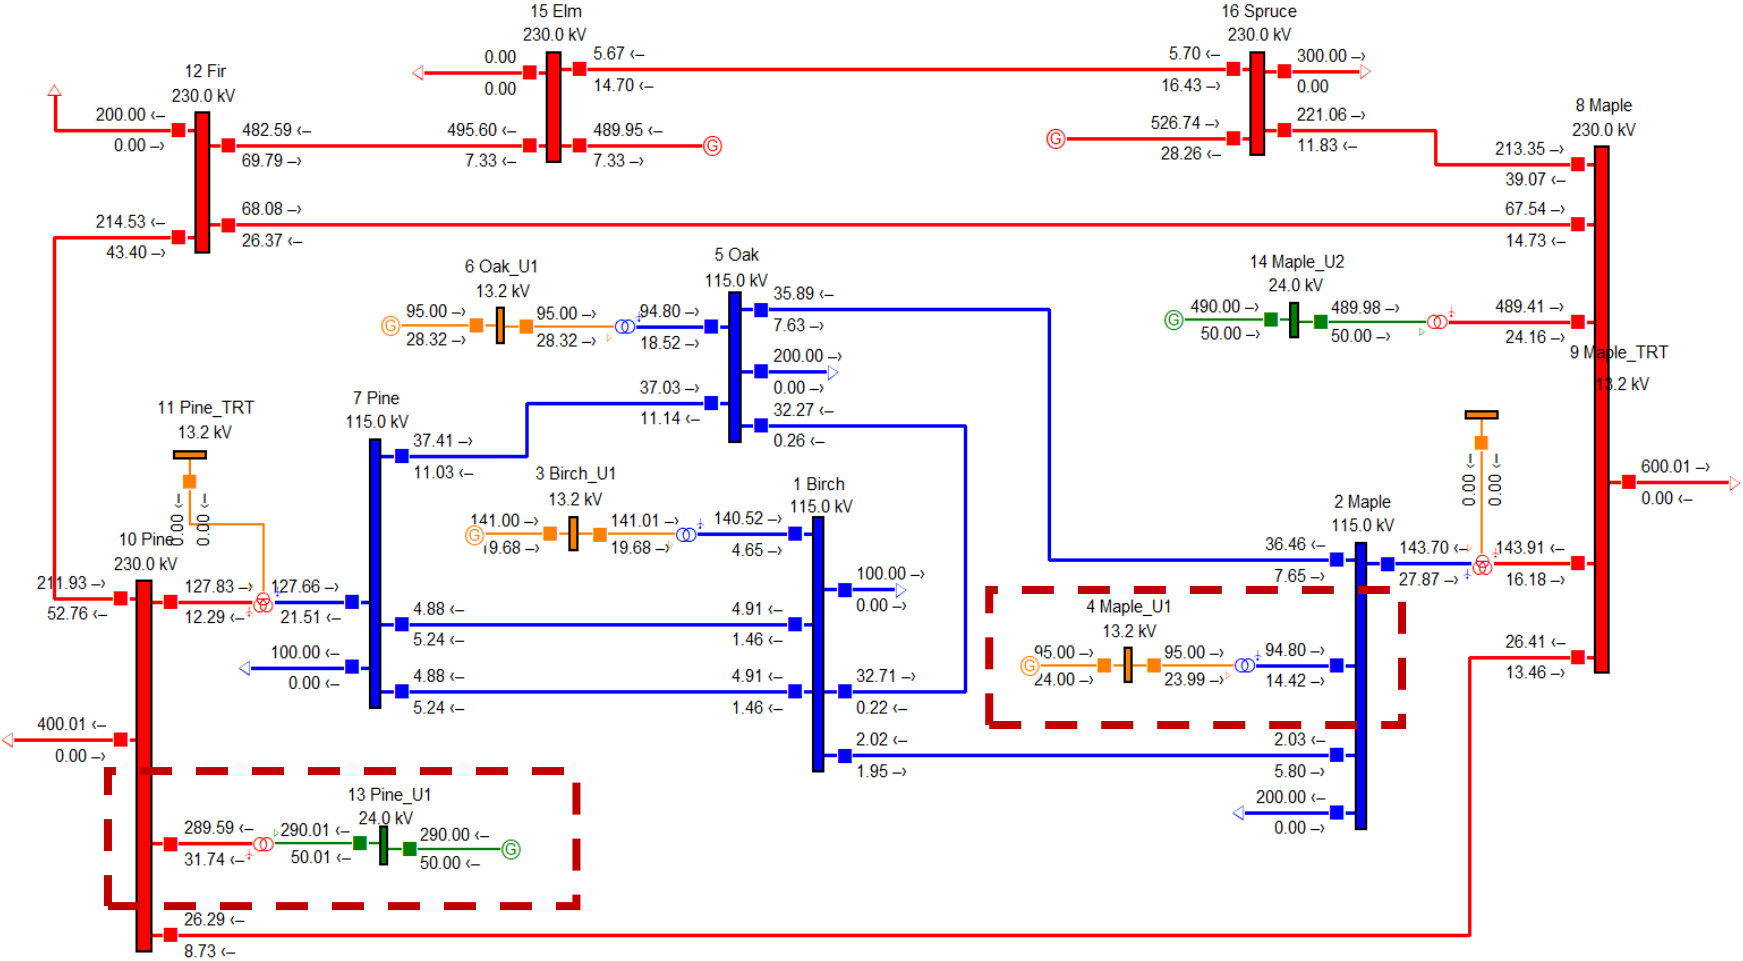 15 Elm
230.0 kV
0.00
0.00
5.67 <–
14.70 <–
495.60 <–
7.33 <–
489.95 <–
7.33 –>
G
16 Spruce
230.0 kV
5.70 <–
16.43 –>
300.00 –>
0.00
526.74 –>
28.26 <–
221.06 –>
11.83 <–
G
12 Fir
230.0 kV
200.00 <–
0.00 –>
482.59 <–
69.79 –>
214.53 <–
43.40 –>
68.08 –>
26.37 <–
8 Maple
230.0 kV
213.35 –>
39.07 <–
67.54 –>
14.73 <–
489.41 –>
24.16 –>
600.01 –>
0.00 <–
143.91 –>
16.18 –>
26.41 –>
13.46 –>
14 Maple_U2
24.0 kV
G
490.00 –>
50.00 –>
489.98 –>
50.00 –>
9 Maple_TRT
13.2 kV
0.00 <–
0.00 <–
5 Oak
115.0 kV
35.89 <–
7.63 –>
94.80 –>
18.52 –>
200.00 –>
0.00 –>
37.03 –>
11.14 <–
32.27 <–
0.26 <–
6 Oak_U1
13.2 kV
G
95.00 –>
28.32 –>
95.00 –>
28.32 –>
7 Pine
115.0 kV
37.41 –>
11.03 <–
127.66 –>
21.51 –>
4.88 <–
5.24 <–
100.00 <–
0.00 <–
4.88 <–
5.24 <–
11 Pine_TRT
13.2 kV
0.00 <–
0.00 <–
3 Birch_U1
13.2 kV
G
141.00 –>
19.68 –>
141.01 –>
19.68 –>
1 Birch
115.0 kV
140.52 –>
4.65 –>
100.00 –>
0.00 –>
4.91 <–
1.46 <–
4.91 <–
1.46 <–
32.71 –>
0.22 <–
2.02 <–
1.95 –>
2 Maple
115.0 kV
36.46 <–
7.65 –>
143.70 –>
27.87 –>
94.80 –>
14.42 –>
2.03 <–
5.80 –>
200.00 <–
0.00 –>
4 Maple_U1
13.2 kV
G
95.00 –>
24.00 –>
95.00 –>
23.99 –>
10 Pine
230.0 kV
211.93 –>
52.76 <–
127.83 –>
12.29 <–
400.01 <–
0.00 –>
289.59 <–
31.74 <–
26.29 <–
8.73 <–
13 Pine_U1
24.0 kV
290.01 <–
50.01 <–
290.00 <–
50.00 <–
G